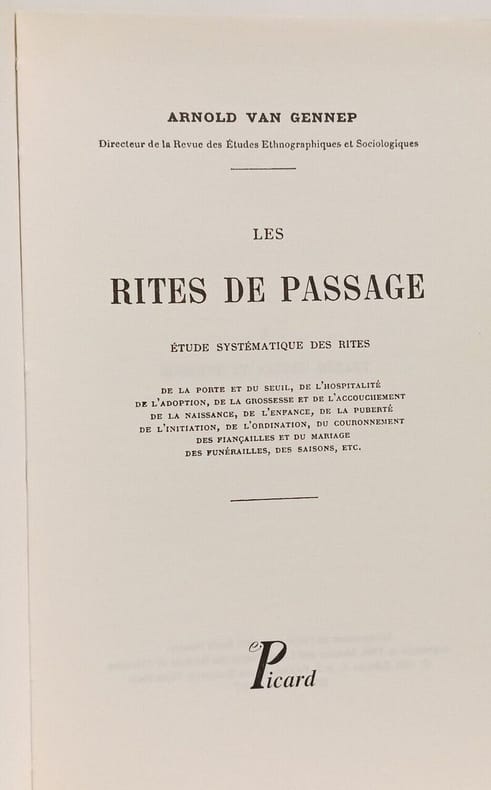 ARNOLD VAN GENNEP
Directeur de la Revue des Études Ethnographiques et Sociologiques
LES
RITES DE PASSAGE
ÉTUDE SYSTÉMATIQUE DES RITES
DE LA PORTE ET DU SEUIL, DE L'HOSPITALITÉ
DE L'ADOPTION, DE LA GROSSESSE ET DE L'ACCOUCHEMENT
DE LA NAISSANCE, DE L'ENFANCE, DE LA PUBERTÉ
DE L'INITIATION, DE L'ORDINATION, DU COURONNEMENT
DES FIANÇAILLES ET DU MARIAGE
DES FUNÉRAILLES, DES SAISONS, ETC.
Picard